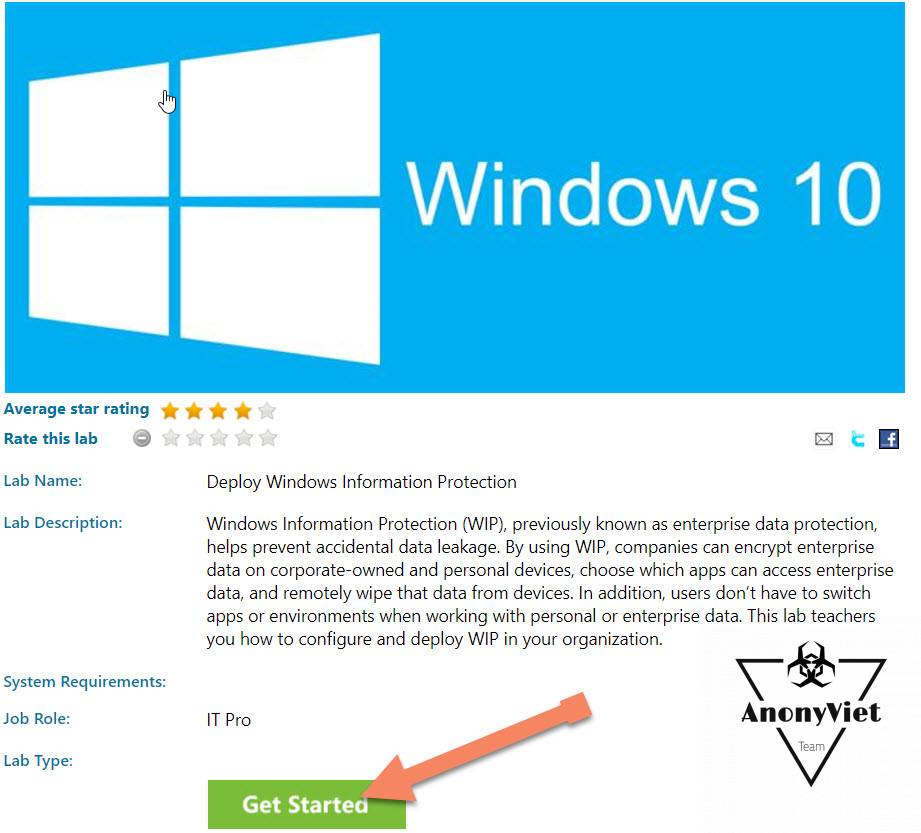 Windows 10
Average star rating
Rate this lab
Lab Name:
Deploy Windows Information Protection
Lab Description:
Windows Information Protection (WIP), previously known as enterprise data protection,
helps prevent accidental data leakage. By using WIP, companies can encrypt enterprise
data on corporate-owned and personal devices, choose which apps can access enterprise
data, and remotely wipe that data from devices. In addition, users don’t have to switch
apps or environments when working with personal or enterprise data. This lab teachers
you how to configure and deploy WIP in your organization.
System Requirements:
Job Role:
IT Pro
Lab Type:
Get Started
AnonyViet
Team